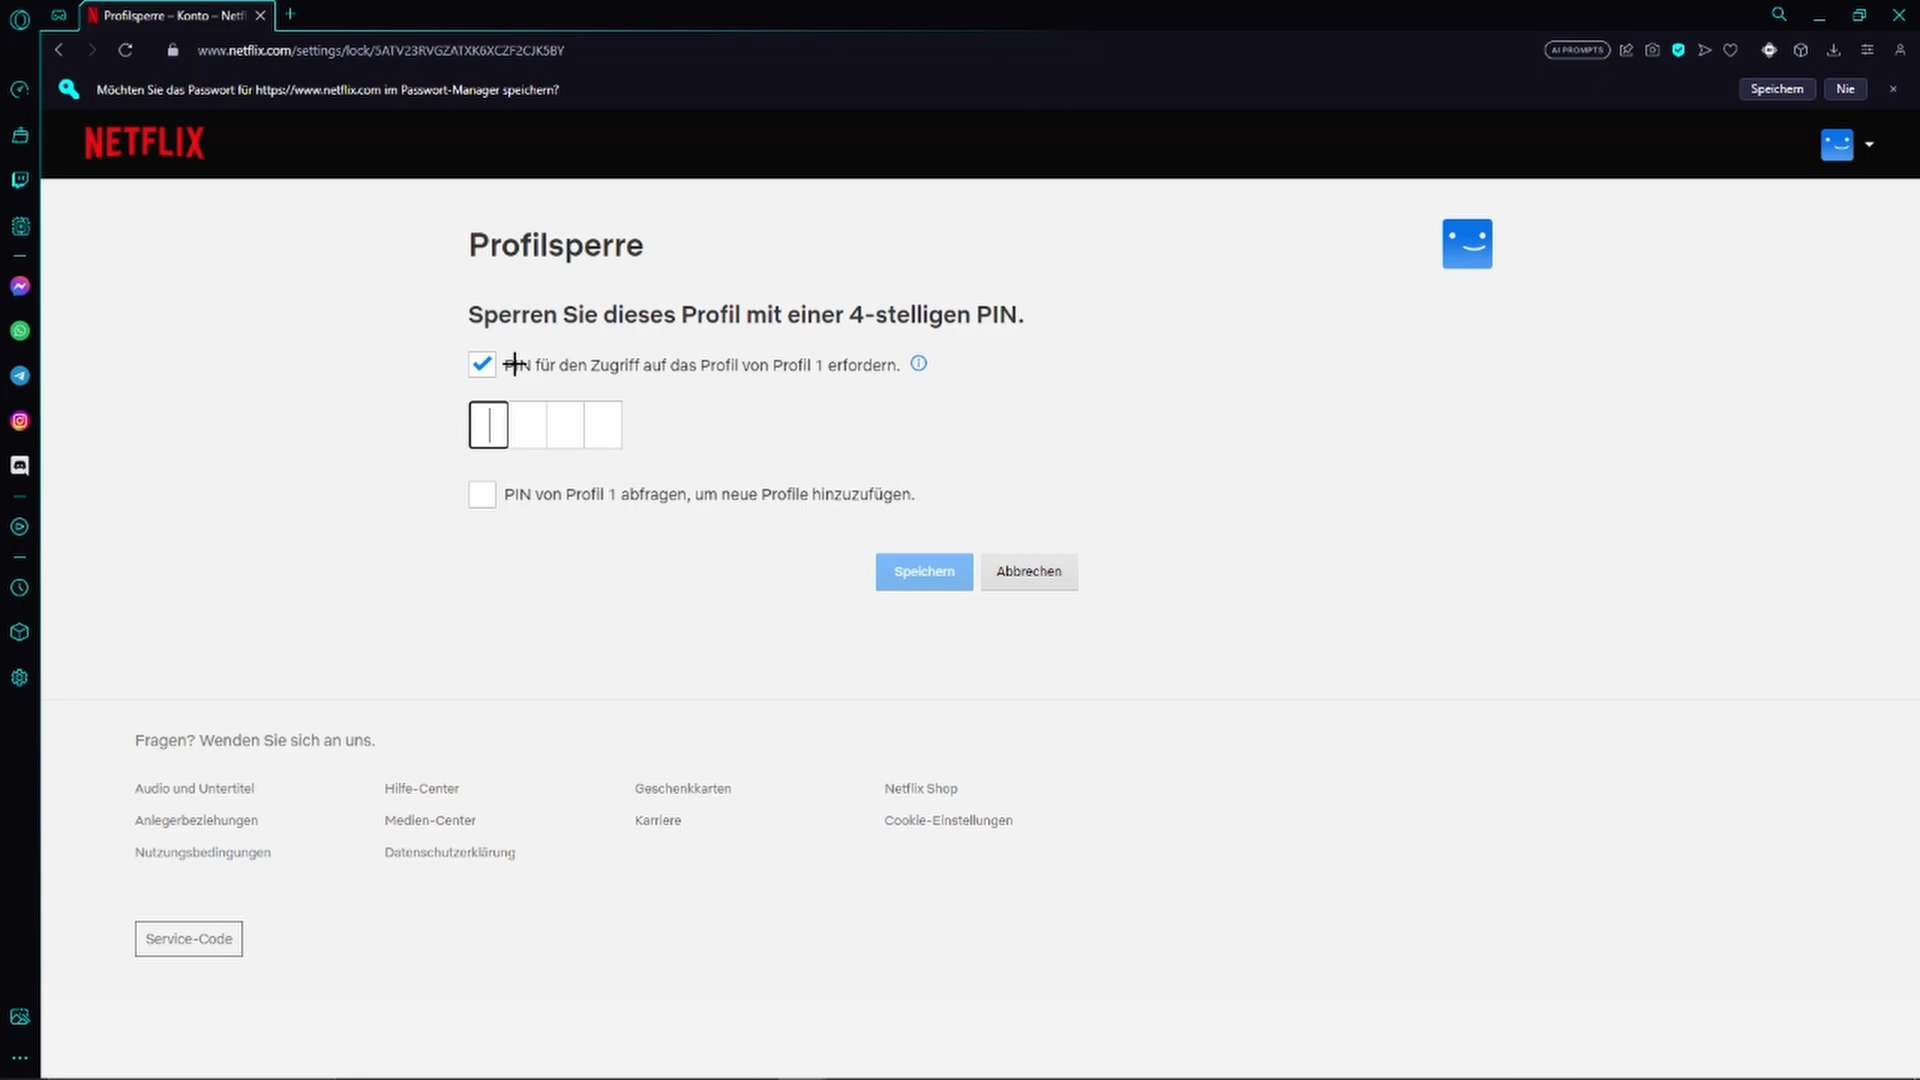 Profilsperre – Konto – Netfl
www.netflix.com/settings/lock/5ATV23RVGZATXK6XCZF2CJK5BY
AI PROMPTS
Möchten Sie das Passwort für https://www.netflix.com im Passwort-Manager speichern?
Speichern
Nie
NETFLIX
Profilsperre
Sperren Sie dieses Profil mit einer 4-stelligen PIN.
PIN für den Zugriff auf das Profil von Profil 1 erfordern.
PIN von Profil 1 abfragen, um neue Profile hinzuzufügen.
Speichern
Abbrechen
Fragen? Wenden Sie sich an uns.
Audio und Untertitel
Hilfe-Center
Geschenkkarten
Netflix Shop
Anlegerbeziehungen
Medien-Center
Karriere
Cookie-Einstellungen
Nutzungsbedingungen
Datenschutzerklärung
Service-Code